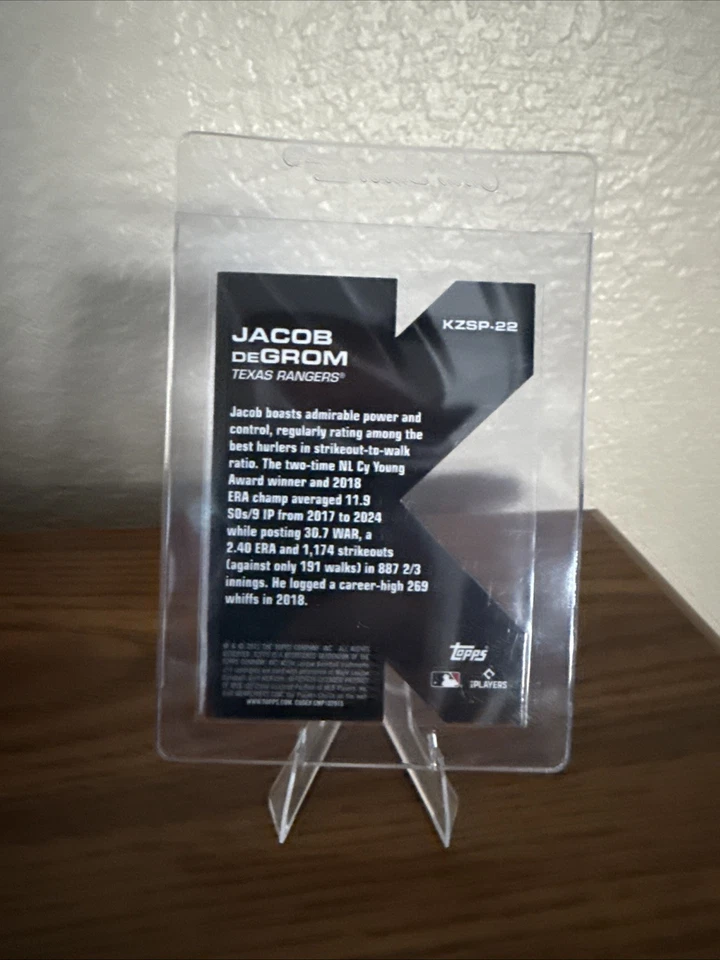 KZSP-22
JACOB
DEGROM
TEXAS RANGERS®
Jacob boasts admirable power and
control, regularly rating among the
best hurlers in strikeout-to-walk
ratio. The two-time NL Cy Young
Award winner and 2018
ERA champ averaged 11.9
SOs/9 IP from 2017 to 2024
while posting 30.7 WAR, a
2.40 ERA and 1,174 strikeouts
(against only 191 walks) in 887 2/3
innings. He logged a career-high 269
whiffs in 2018.
topps
PLAYERS
WWW.TOPPS.COM